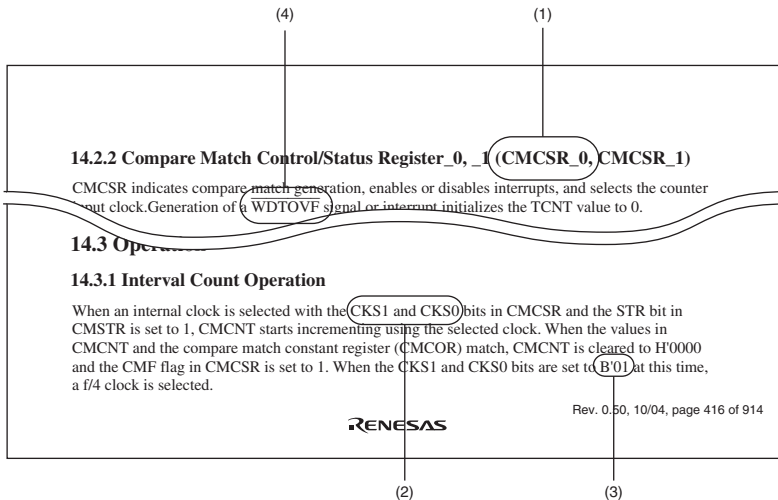 (4) (1)
14.2.2 Compare Match Control/Status Register_0, _1 (CMCSR_0, CMCSR_1)
CMCSR indicates compare match generation, enables or disables interrupts, and selects the counter
input clock.Generation of a WDTOVF signal or interrupt initializes the TCNT value to 0.
14.3 Operation
14.3.1 Interval Count Operation
When an internal clock is selected with the CKS1 and CKS0 bits in CMCSR and the STR bit in
CMSTR is set to 1, CMCNT starts incrementing using the selected clock. When the values in
CMCNT and the compare match constant register (CMCOR) match, CMCNT is cleared to H'0000
and the CMF flag in CMCSR is set to 1. When the CKS1 and CKS0 bits are set to B'01 at this time,
a f/4 clock is selected.
Rev. 0.50, 10/04, page 416 of 914
RENESAS
(2) (3)